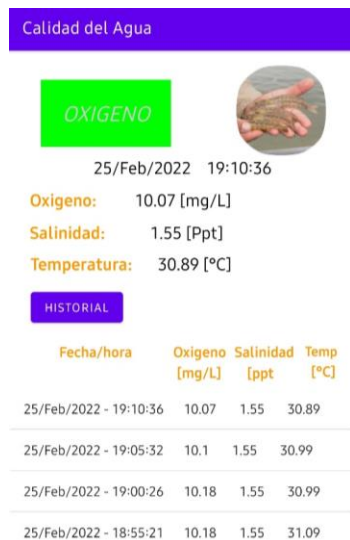 Calidad del Agua
OXIGENO
25/Feb/2022 19:10:36
Oxigeno: 10.07 [mg/L]
Salinidad: 1.55 [Ppt]
Temperatura: 30.89 [ºC]
HISTORIAL
Fecha/hora Oxigeno Salinidad Temp
[mg/L] [ppt [ºC]
25/Feb/2022 - 19:10:36 10.07 1.55 30.89
25/Feb/2022 - 19:05:32 10.1 1.55 30.99
25/Feb/2022 - 19:00:26 10.18 1.55 30.99
25/Feb/2022 - 18:55:21 10.18 1.55 31.09